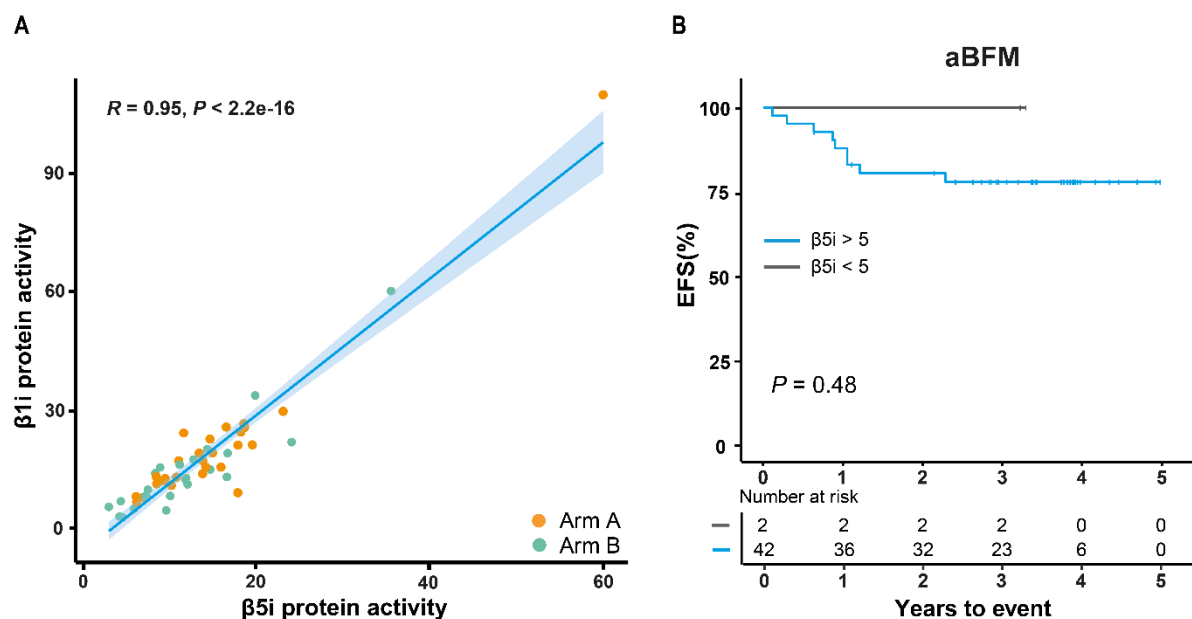 A
R = 0.95, P < 2.2e-16
β1i protein activity
90
60
30
0
0
20
40
60
β5i protein activity
Arm A
Arm B
B
aBFM
EFS(%)
100
75
50
25
0
β5i > 5
β5i < 5
P = 0.48
0 1 2 3 4 5
Number at risk
2 2 2 2 0 0
42 36 32 23 6 0
0 1 2 3 4 5
Years to event